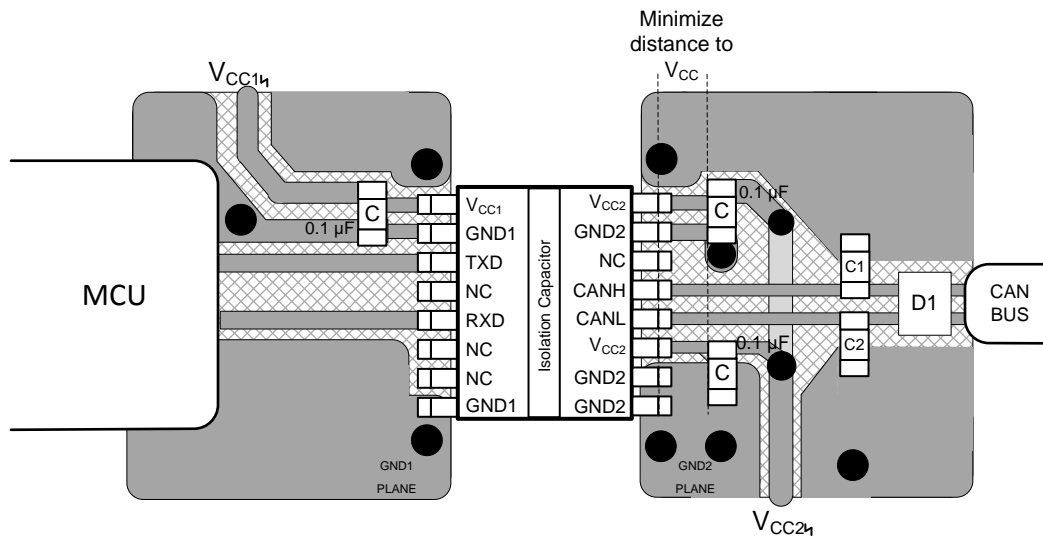 Minimize
distance to
VCC
VCC1
MCU
C
0.1 µF
VCC1
GND1
TXD
NC
RXD
NC
NC
GND1
Isolation Capacitor
VCC2
GND2
NC
CANH
CANL
VCC2
GND2
GND2
0.1 µF
C
0.1 µF
C
C1
C2
D1
CAN
BUS
GND1
PLANE
GND2
PLANE
VCC2